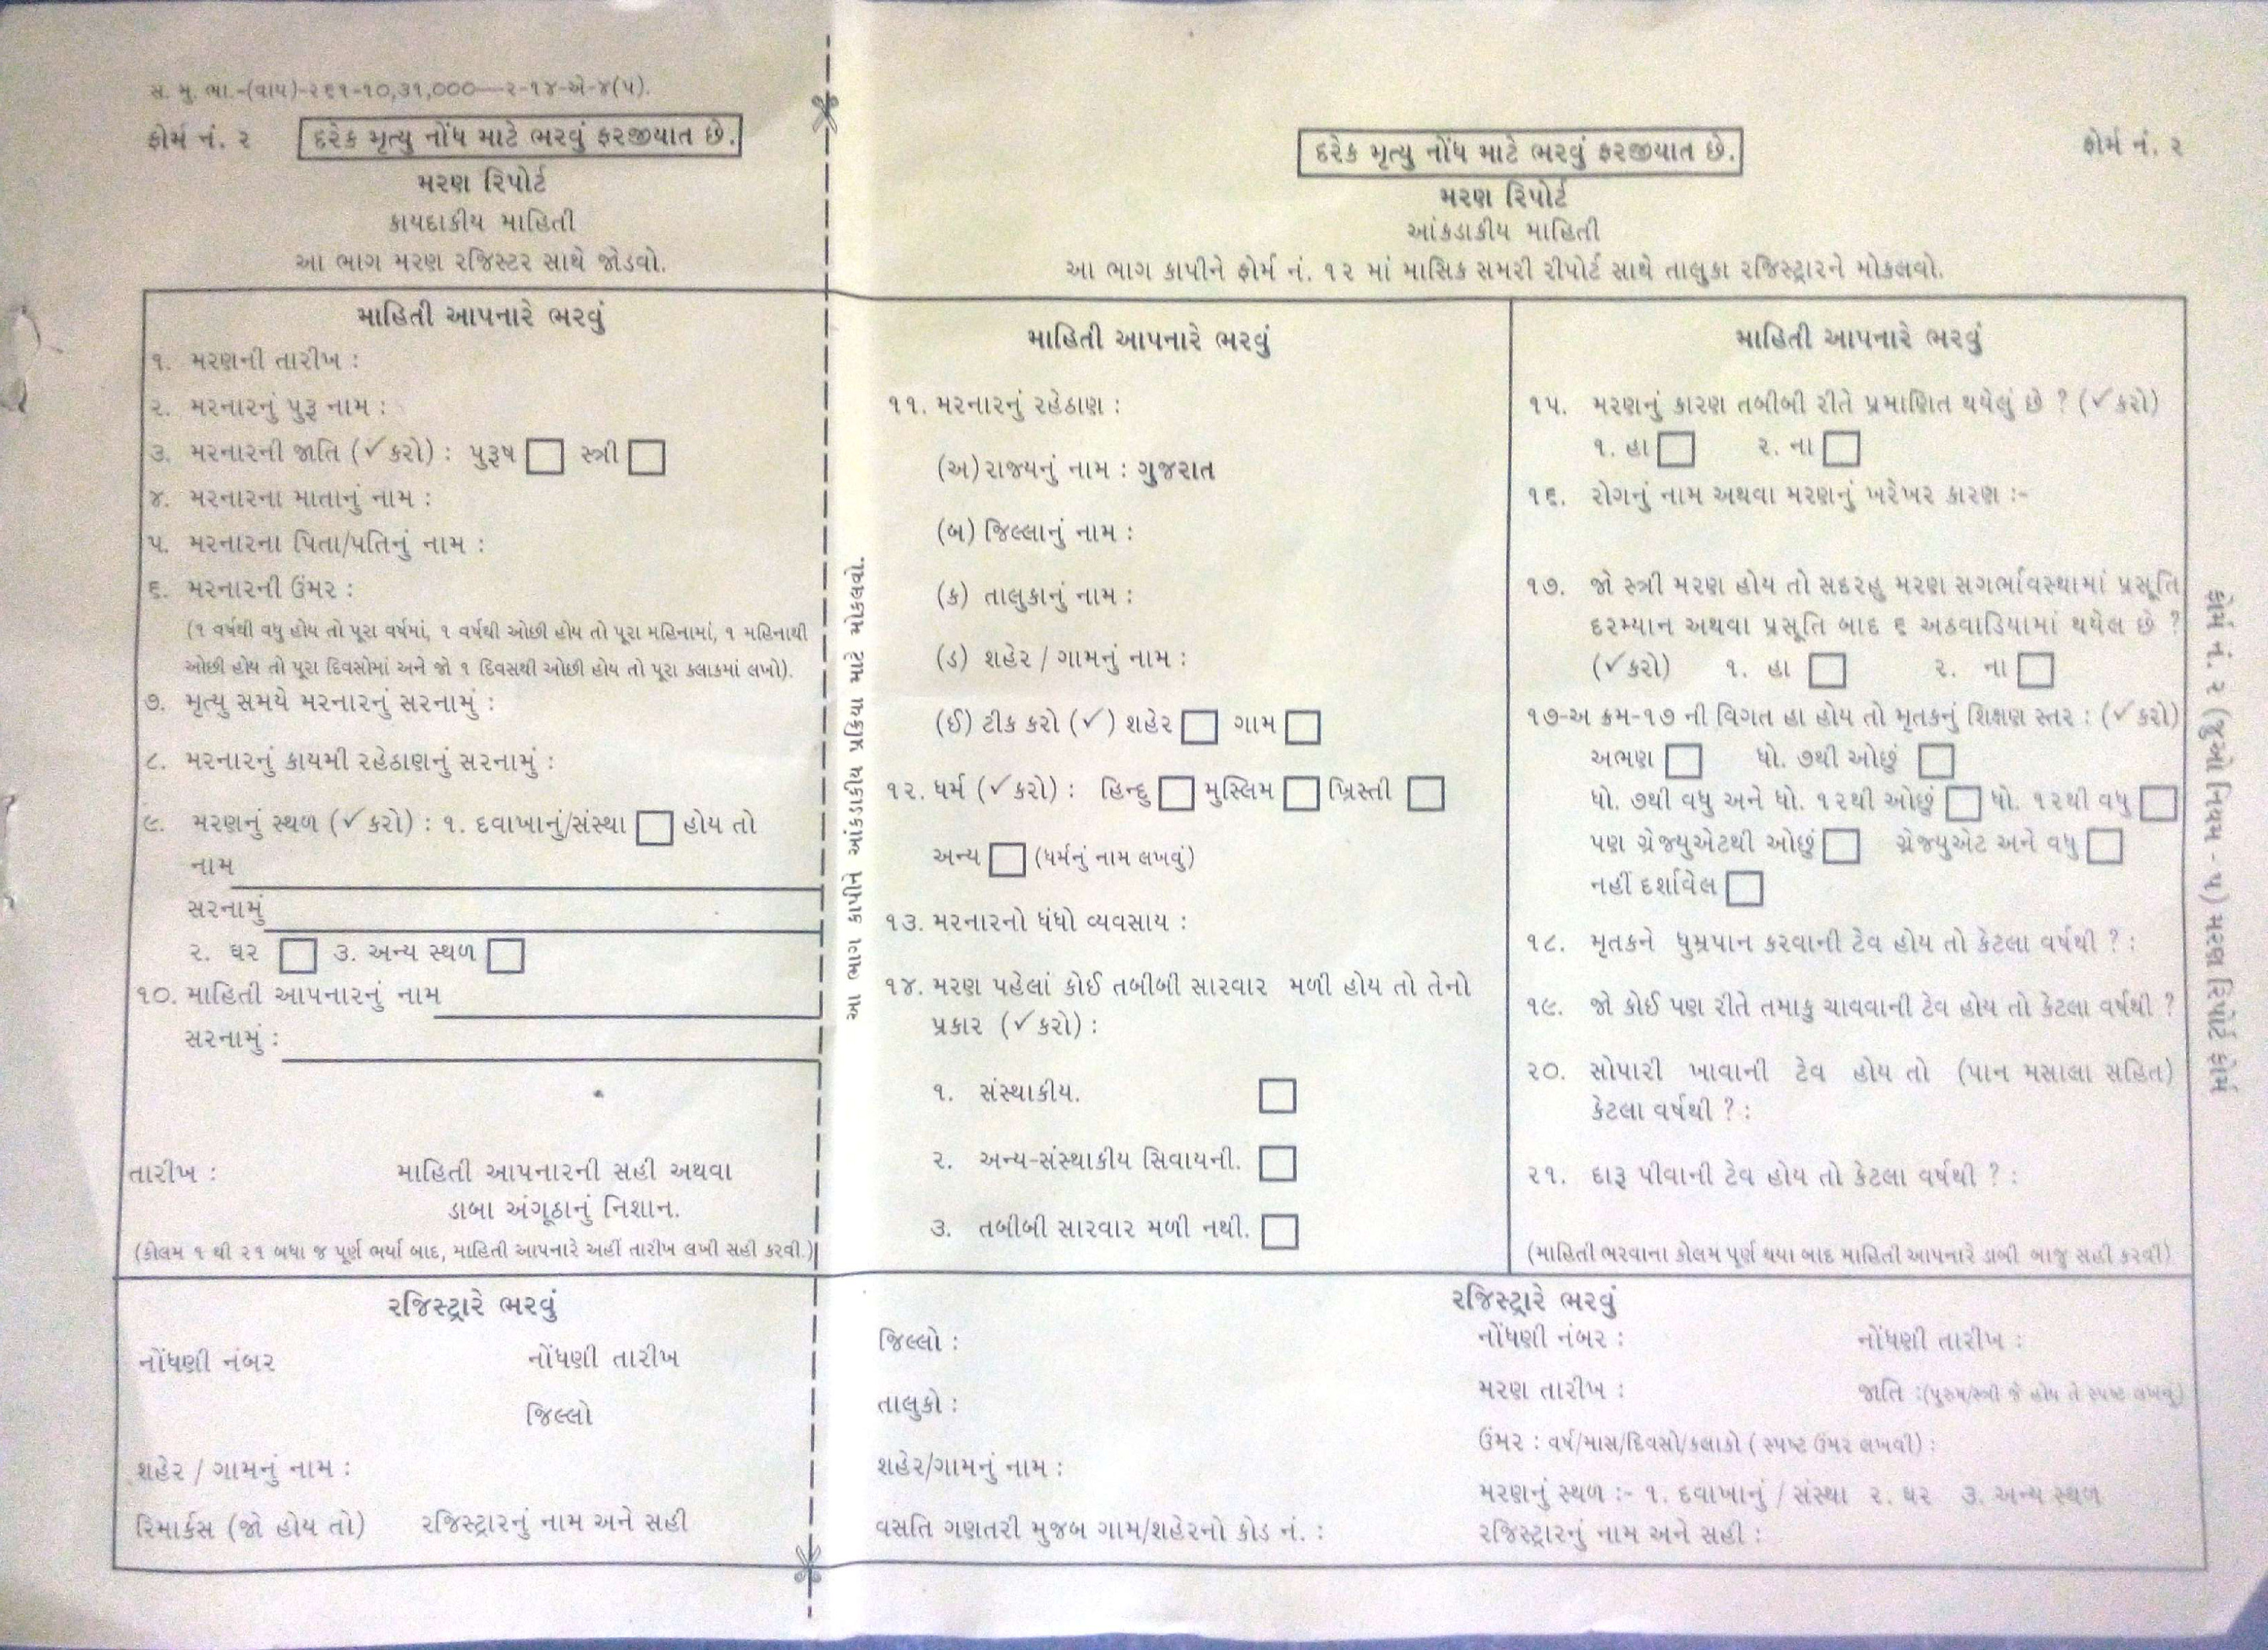 સ. મુ. ભા.-(વાપ)-૨૬૧-10,31,000—૨-૧૪-એ-૪(૫).
ફોર્મ નં. ૨ દરેક મૃત્યુ નોંધ માટે ભરવું ફરજીયાત છે.
મરણ રિપોર્ટ
કાયદાકીય માહિતી
આ ભાગ મરણ રજિસ્ટર સાથે જોડવો.
માહિતી આપનારે ભરવું
૧. મરણની તારીખ :
૨. મરનારનું પુરૂ નામ :
૩. મરનારની જાતિ (✓કરો) : પુરૂષ □ સ્ત્રી □
૪. મરનારના માતાનું નામ :
૫. મરનારના પિતા/પતિનું નામ :
૬. મરનારની ઉંમર :
(૧ વર્ષથી વધુ હોય તો પૂરા વર્ષમાં, ૧ વર્ષથી ઓછી હોય તો પૂરા મહિનામાં, ૧ મહિનાથી
ઓછી હોય તો પૂરા દિવસોમાં અને જો ૧ દિવસથી ઓછી હોય તો પૂરા કલાકમાં લખો).
૭. મૃત્યુ સમયે મરનારનું સરનામું :
૮. મરનારનું કાયમી રહેઠાણનું સરનામું :
૯. મરણનું સ્થળ (✓કરો) : ૧. દવાખાનું/સંસ્થા □ હોય તો
નામ
સરનામું
૨. ઘર □ ૩. અન્ય સ્થળ □
૧૦. માહિતી આપનારનું નામ
સરનામું :
તારીખ : માહિતી આપનારની સહી અથવા
ડાબા અંગૂઠાનું નિશાન.
(કોલમ ૧ થી ૨૧ બધા જ પૂર્ણ ભર્યા બાદ, માહિતી આપનારે અહીં તારીખ લખી સહી કરવી.)
રજિસ્ટ્રારે ભરવું
નોંધણી નંબર નોંધણી તારીખ
જિલ્લો
શહેર / ગામનું નામ :
રિમાર્કસ (જો હોય તો) રજિસ્ટ્રારનું નામ અને સહી
આ ભાગ કાપીને આંકડાકીય પ્રક્રિયા માટે મોકલવો.
દરેક મૃત્યુ નોંધ માટે ભરવું ફરજીયાત છે. ફોર્મ નં. ૨
મરણ રિપોર્ટ
આંકડાકીય માહિતી
આ ભાગ કાપીને ફોર્મ નં. ૧૨ માં માસિક સમરી રીપોર્ટ સાથે તાલુકા રજિસ્ટ્રારને મોકલવો.
માહિતી આપનારે ભરવું
૧૧. મરનારનું રહેઠાણ :
(અ) રાજ્યનું નામ : ગુજરાત
(બ) જિલ્લાનું નામ :
(ક) તાલુકાનું નામ :
(ડ) શહેર / ગામનું નામ :
(ઈ) ટીક કરો (✓) શહેર □ ગામ □
૧૨. ધર્મ (✓કરો) : હિન્દુ □ મુસ્લિમ □ ખ્રિસ્તી □
અન્ય □ (ધર્મનું નામ લખવું)
૧૩. મરનારનો ધંધો વ્યવસાય :
૧૪. મરણ પહેલાં કોઈ તબીબી સારવાર મળી હોય તો તેનો
પ્રકાર (✓કરો) :
૧. સંસ્થાકીય. □
૨. અન્ય-સંસ્થાકીય સિવાયની. □
૩. તબીબી સારવાર મળી નથી. □
માહિતી આપનારે ભરવું
૧૫. મરણનું કારણ તબીબી રીતે પ્રમાણિત થયેલું છે ? (✓કરો)
૧. હા □ ૨. ના □
૧૬. રોગનું નામ અથવા મરણનું ખરેખર કારણ :-
૧૭. જો સ્ત્રી મરણ હોય તો સદરહુ મરણ સગર્ભાવસ્થામાં પ્રસૂતિ
દરમ્યાન અથવા પ્રસૂતિ બાદ ૬ અઠવાડિયામાં થયેલ છે ?
(✓કરો) ૧. હા □ ૨. ના □
૧૭-અ ક્રમ-૧૭ ની વિગત હા હોય તો મૃતકનું શિક્ષણ સ્તર : (✓કરો)
અભણ □ ધો. ૭થી ઓછું □
ધો. ૭થી વધુ અને ધો. ૧૨થી ઓછું □ ધો. ૧૨થી વધુ □
પણ ગ્રેજ્યુએટથી ઓછું □ ગ્રેજ્યુએટ અને વધુ □
નહીં દર્શાવેલ □
૧૮. મૃતકને ધુમ્રપાન કરવાની ટેવ હોય તો કેટલા વર્ષથી ? :
૧૯. જો કોઈ પણ રીતે તમાકુ ચાવવાની ટેવ હોય તો કેટલા વર્ષથી ?
૨૦. સોપારી ખાવાની ટેવ હોય તો (પાન મસાલા સહિત)
કેટલા વર્ષથી ? :
૨૧. દારૂ પીવાની ટેવ હોય તો કેટલા વર્ષથી ? :
(માહિતી ભરવાના કોલમ પૂર્ણ થયા બાદ માહિતી આપનારે ડાબી બાજુ સહી કરવી)
રજિસ્ટ્રારે ભરવું
જિલ્લો : નોંધણી નંબર : નોંધણી તારીખ :
તાલુકો : મરણ તારીખ : જાતિ :(પુરુષ/સ્ત્રી જે હોય તે સ્પષ્ટ લખવું)
ઉંમર : વર્ષ/માસ/દિવસો/કલાકો ( સ્પષ્ટ ઉંમર લખવી) :
શહેર/ગામનું નામ : મરણનું સ્થળ :- ૧. દવાખાનું / સંસ્થા ૨. ઘર ૩. અન્ય સ્થળ
વસતિ ગણતરી મુજબ ગામ/શહેરનો કોડ નં. : રજિસ્ટ્રારનું નામ અને સહી :
ફોર્મ નં. ૨ (જુઓ નિયમ - ૫) મરણ રિપોર્ટ ફોર્મ